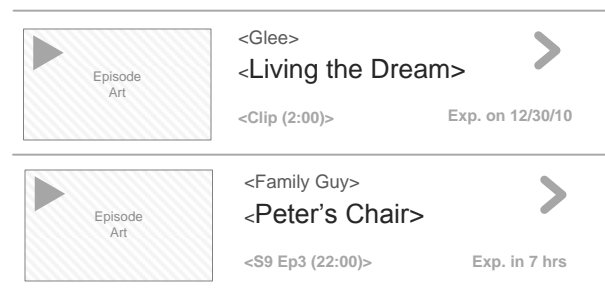 Episode
Art
<Glee>
<Living the Dream>
<Clip (2:00)> Exp. on 12/30/10
Episode
Art
<Family Guy>
<Peter’s Chair>
<S9 Ep3 (22:00)> Exp. in 7 hrs